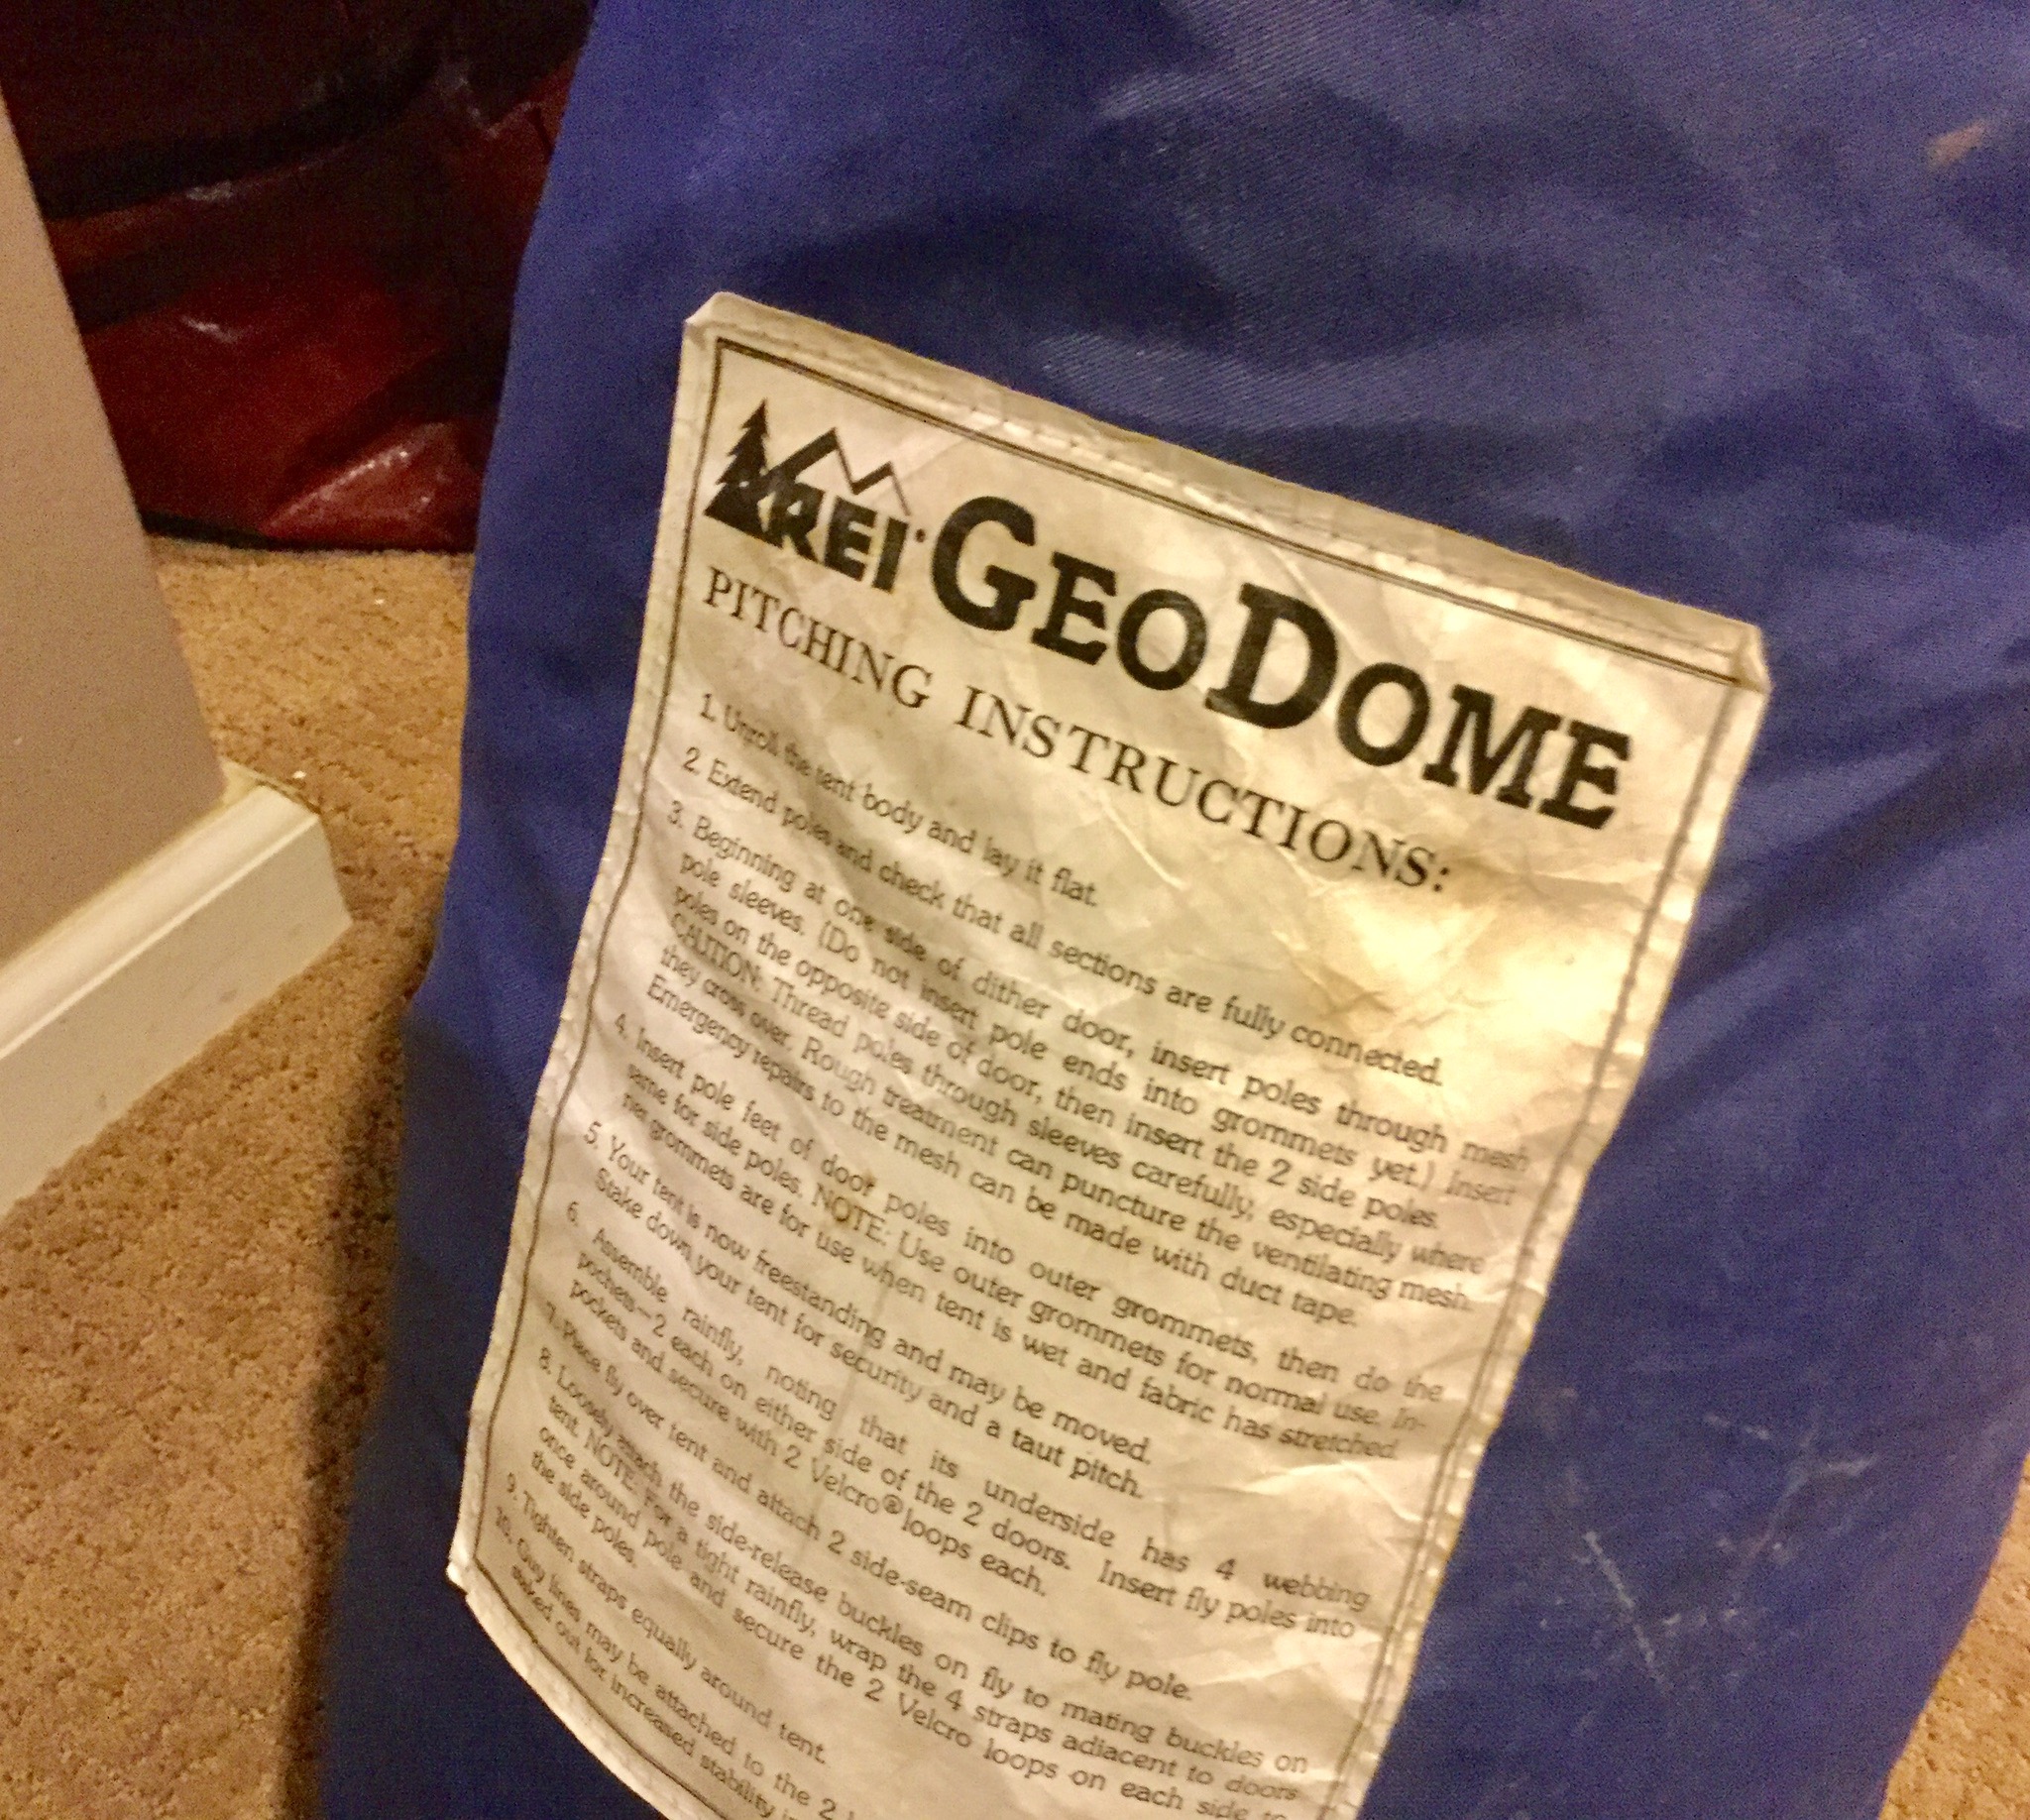 REI® GEODOME
PITCHING INSTRUCTIONS:
1. Unroll the tent body and lay it flat.
2. Extend poles and check that all sections are fully connected.
3. Beginning at one side of dither door, insert poles through mesh
pole sleeves. (Do not insert pole ends into grommets yet.) Insert
poles on the opposite side of door, then insert the 2 side poles.
CAUTION: Thread poles through sleeves carefully, especially where
they cross over. Rough treatment can puncture the ventilating mesh.
Emergency repairs to the mesh can be made with duct tape.
4. Insert pole feet of door poles into outer grommets, then do the
same for side poles. NOTE: Use outer grommets for normal use. In-
ner grommets are for use when tent is wet and fabric has stretched.
5. Your tent is now freestanding and may be moved.
Stake down your tent for security and a taut pitch.
6. Assemble rainfly, noting that its underside has 4 webbing
pockets—2 each on either side of the 2 doors. Insert fly poles into
pockets and secure with 2 Velcro® loops each.
7. Place fly over tent and attach 2 side-seam clips to fly pole.
8. Loosely attach the side-release buckles on fly to mating buckles on
tent. NOTE: For a tight rainfly, wrap the 4 straps adjacent to doors
once around pole and secure the 2 Velcro loops on each side to
the side poles.
9. Tighten straps equally around tent.
10. Guy lines may be attached to the 2
staked out for increased stability